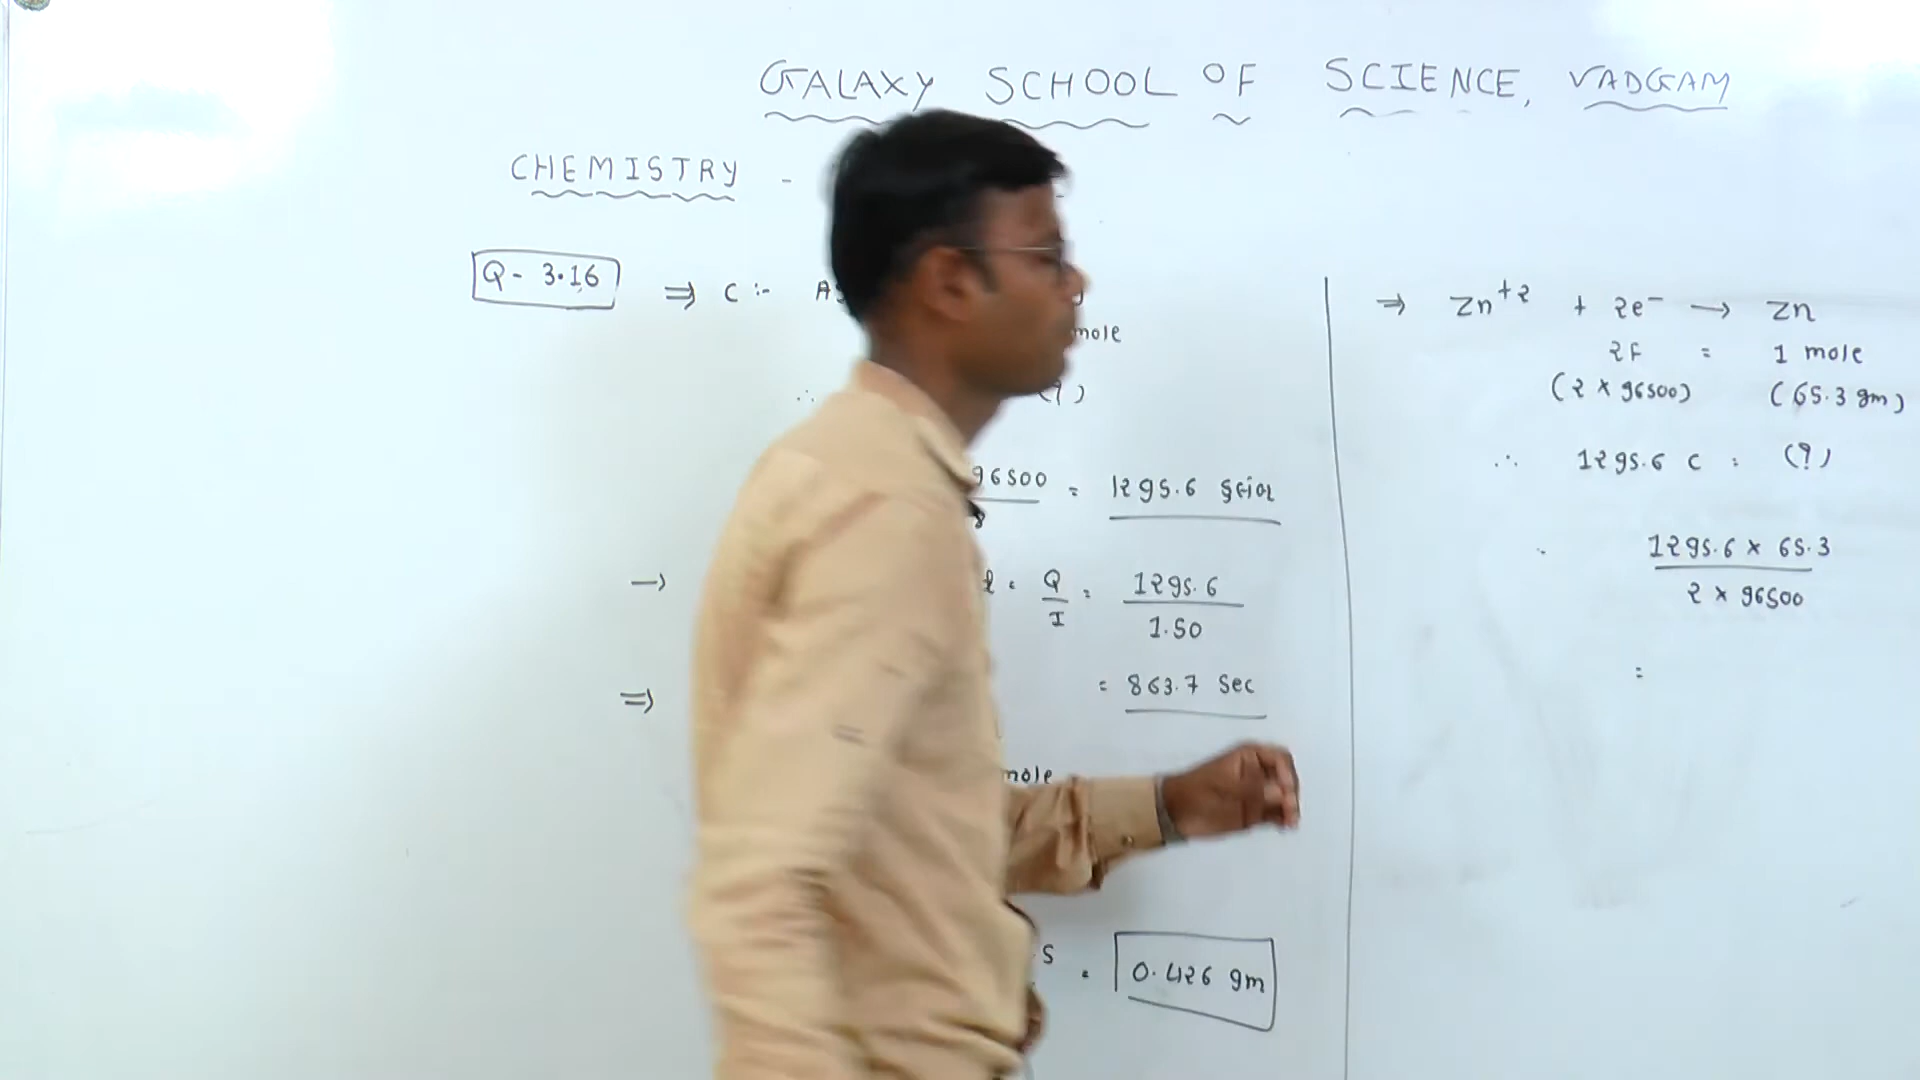 GALAXY SCHOOL OF SCIENCE, VADGAM
CHEMISTRY -
Q- 3.16 ⇒ C :-
mole
∴ (?)
96500 = 1295.6 કુલોમ
8
→ Q/I = 1295.6/1.50
⇒ = 863.7 Sec
mole
= 0.426 gm
⇒ Zn+2 + 2e- → Zn
2F = 1 mole
(2 x 96500) (65.3 gm)
∴ 1295.6 C = (?)
1295.6 x 65.3
2 x 96500
=